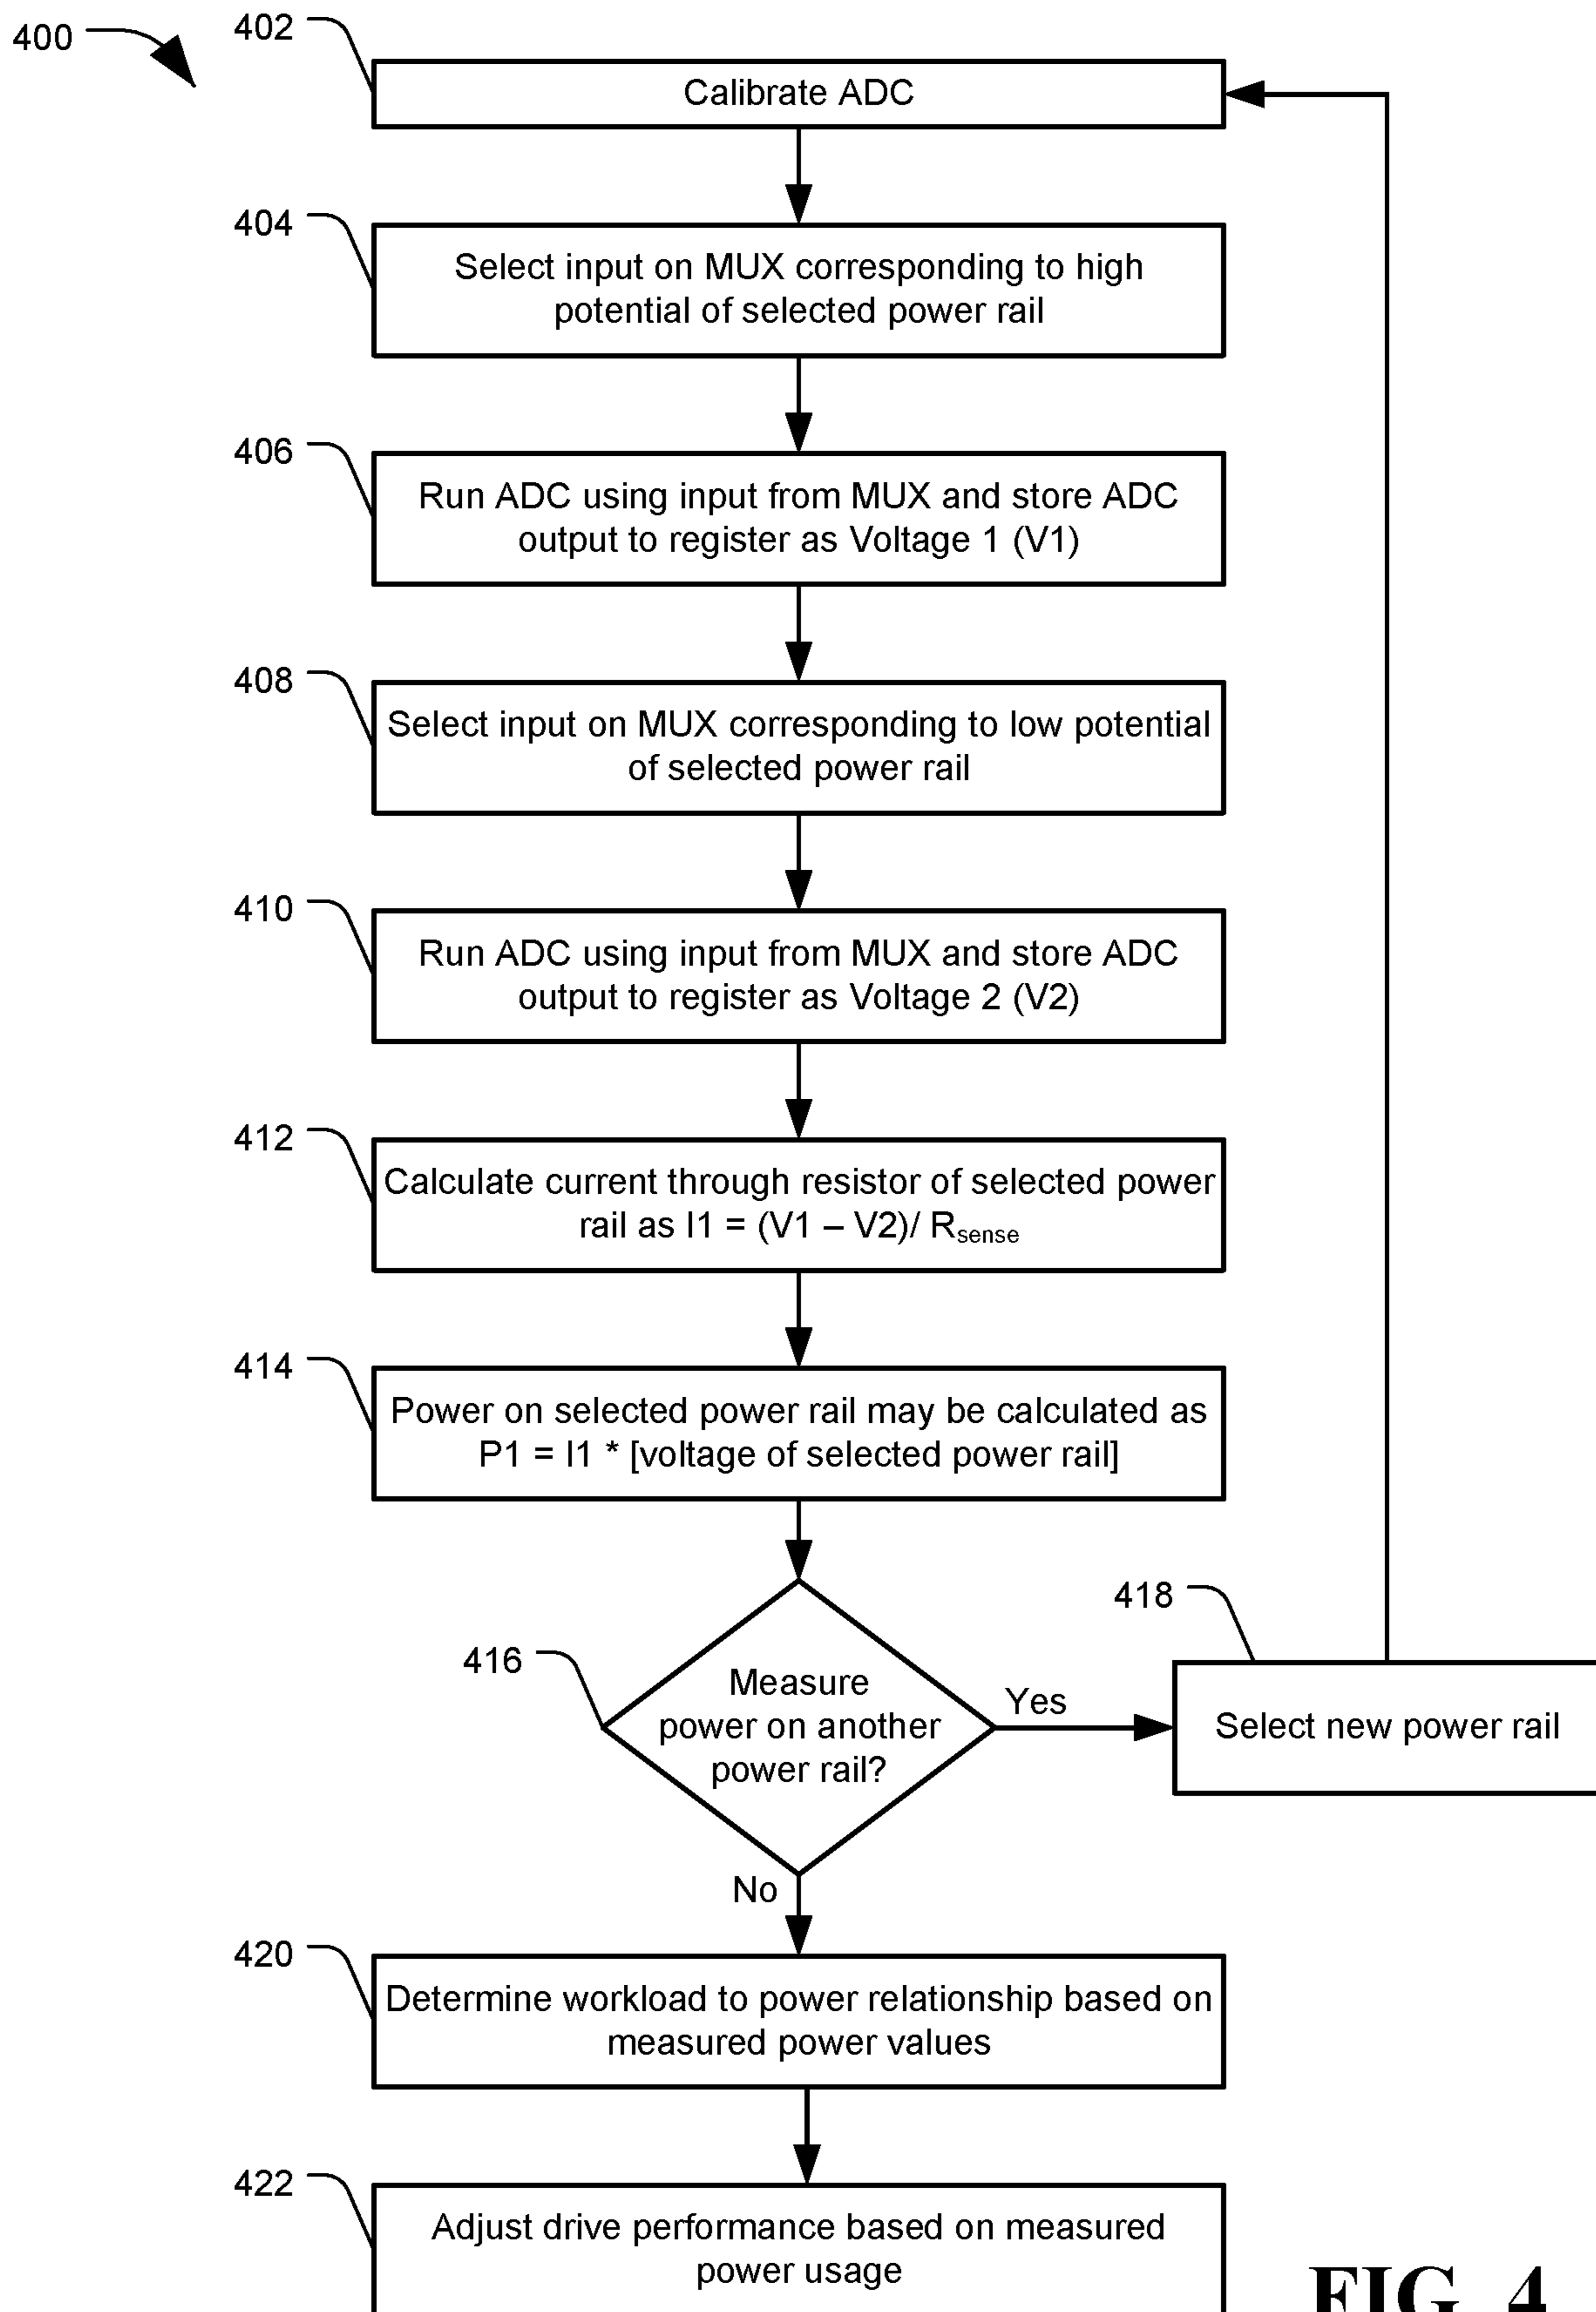 400
402
Calibrate ADC
404
Select input on MUX corresponding to high
potential of selected power rail
406
Run ADC using input from MUX and store ADC
output to register as Voltage 1 (V1)
408
Select input on MUX corresponding to low potential
of selected power rail
410
Run ADC using input from MUX and store ADC
output to register as Voltage 2 (V2)
412
Calculate current through resistor of selected power
rail as I1 = (V1 – V2)/ Rsense
414
Power on selected power rail may be calculated as
P1 = I1 * [voltage of selected power rail]
416
Measure
power on another
power rail?
Yes
418
Select new power rail
No
420
Determine workload to power relationship based on
measured power values
422
Adjust drive performance based on measured
power usage
FIG. 4